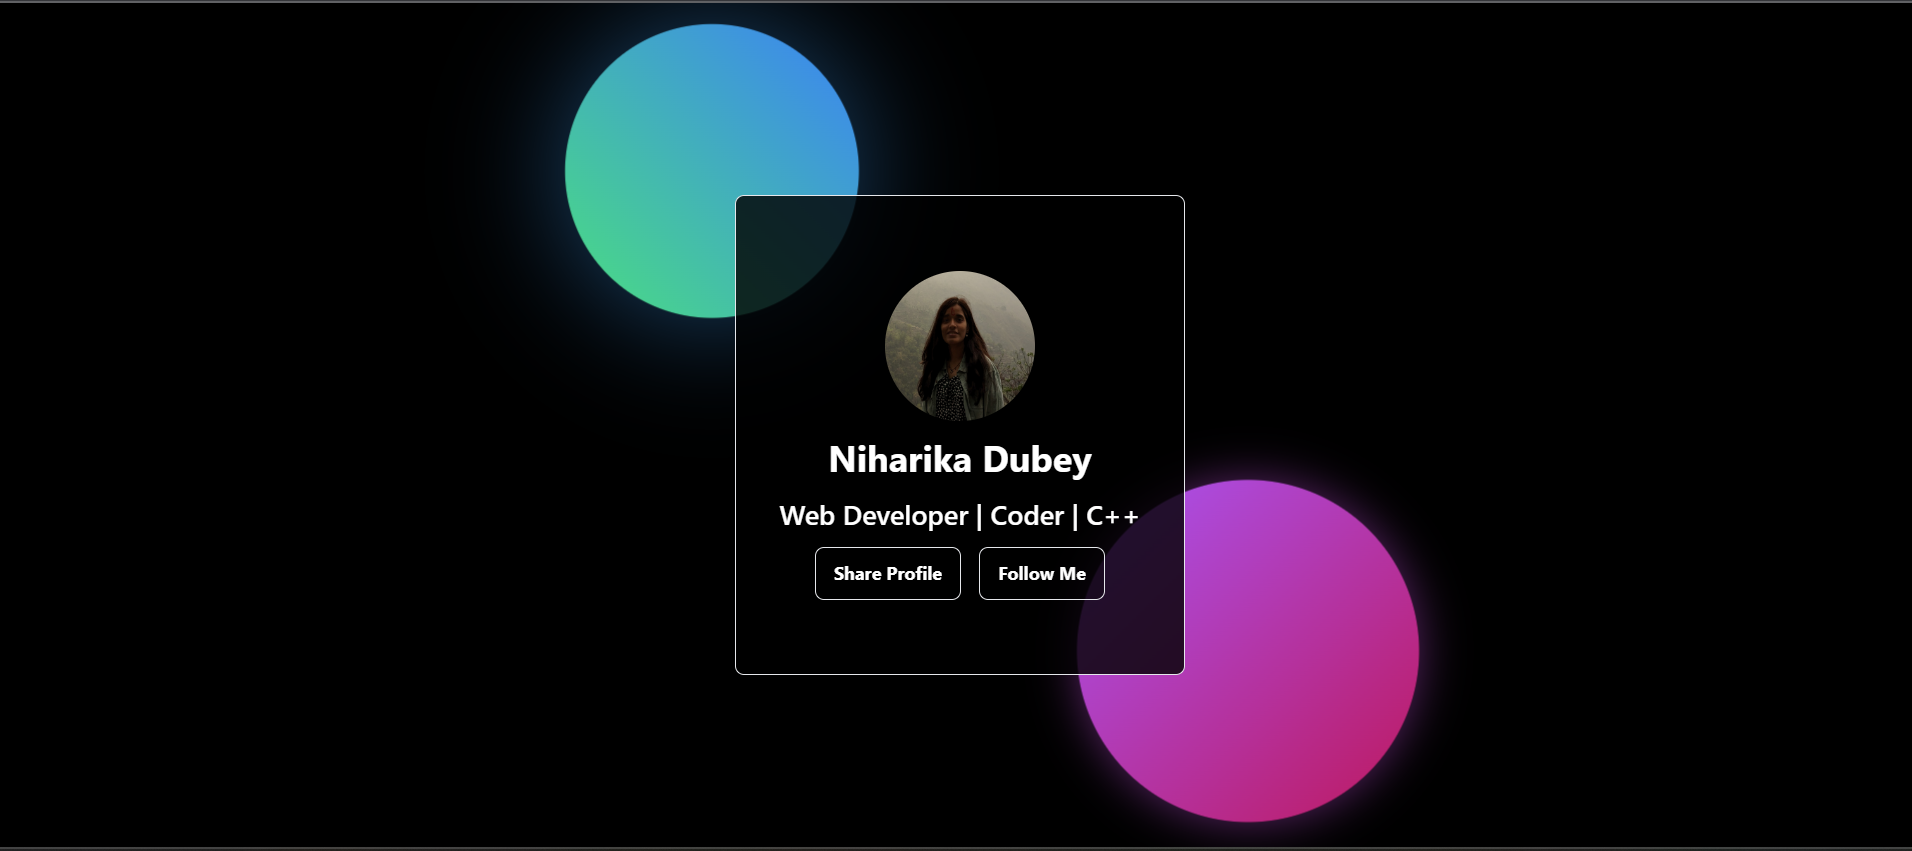 Niharika Dubey
Web Developer | Coder | C++
Share Profile
Follow Me